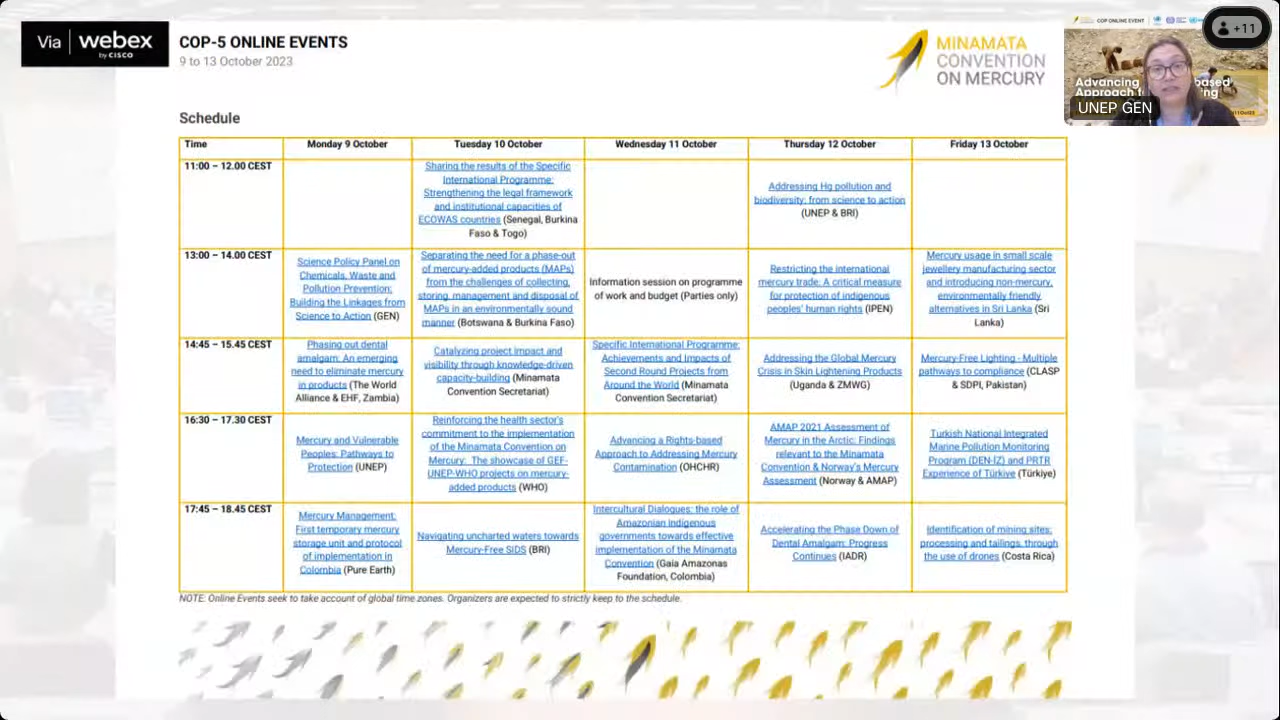 Via | webex
by CISCO
COP-5 ONLINE EVENTS
9 to 13 October 2023
MINAMATA
CONVENTION
ON MERCURY
COP ONLINE EVENT
+11
Advancing
based
Approach
UNEP GEN
Schedule
Time
Monday 9 October
Tuesday 10 October
Wednesday 11 October
Thursday 12 October
Friday 13 October
11:00 – 12.00 CEST
Sharing the results of the Specific
International Programme:
Strengthening the legal framework
and institutional capacities of
ECOWAS countries (Senegal, Burkina
Faso & Togo)
Addressing Hg pollution and
biodiversity: from science to action
(UNEP & BRI)
13:00 – 14.00 CEST
Science Policy Panel on
Chemicals, Waste and
Pollution Prevention:
Building the Linkages from
Science to Action (GEN)
Separating the need for a phase-out
of mercury-added products (MAPs)
from the challenges of collecting,
storing, management and disposal of
MAPs in an environmentally sound
manner (Botswana & Burkina Faso)
Information session on programme
of work and budget (Parties only)
Restricting the international
mercury trade: A critical measure
for protection of indigenous
peoples' human rights (IPEN)
Mercury usage in small scale
jewellery manufacturing sector
and introducing non-mercury,
environmentally friendly
alternatives in Sri Lanka (Sri
Lanka)
14:45 – 15.45 CEST
Phasing out dental
amalgam: An emerging
need to eliminate mercury
in products (The World
Alliance & EHF, Zambia)
Catalyzing project impact and
visibility through knowledge-driven
capacity-building (Minamata
Convention Secretariat)
Specific International Programme:
Achievements and Impacts of
Second Round Projects from
Around the World (Minamata
Convention Secretariat)
Addressing the Global Mercury
Crisis in Skin Lightening Products
(Uganda & ZMWG)
Mercury-Free Lighting - Multiple
pathways to compliance (CLASP
& SDPI, Pakistan)
16:30 – 17.30 CEST
Mercury and Vulnerable
Peoples: Pathways to
Protection (UNEP)
Reinforcing the health sector's
commitment to the implementation
of the Minamata Convention on
Mercury: The showcase of GEF-
UNEP-WHO projects on mercury-
added products (WHO)
Advancing a Rights-based
Approach to Addressing Mercury
Contamination (OHCHR)
AMAP 2021 Assessment of
Mercury in the Arctic: Findings
relevant to the Minamata
Convention & Norway's Mercury
Assessment (Norway & AMAP)
Turkish National Integrated
Marine Pollution Monitoring
Program (DEN-İZ) and PRTR
Experience of Türkiye (Türkiye)
17:45 – 18.45 CEST
Mercury Management:
First temporary mercury
storage unit and protocol
of implementation in
Colombia (Pure Earth)
Navigating uncharted waters towards
Mercury-Free SIDS (BRI)
Intercultural Dialogues: the role of
Amazonian Indigenous
governments towards effective
implementation of the Minamata
Convention (Gaia Amazonas
Foundation, Colombia)
Accelerating the Phase Down of
Dental Amalgam: Progress
Continues (IADR)
Identification of mining sites:
processing and tailings, through
the use of drones (Costa Rica)
NOTE: Online Events seek to take account of global time zones. Organizers are expected to strictly keep to the schedule.